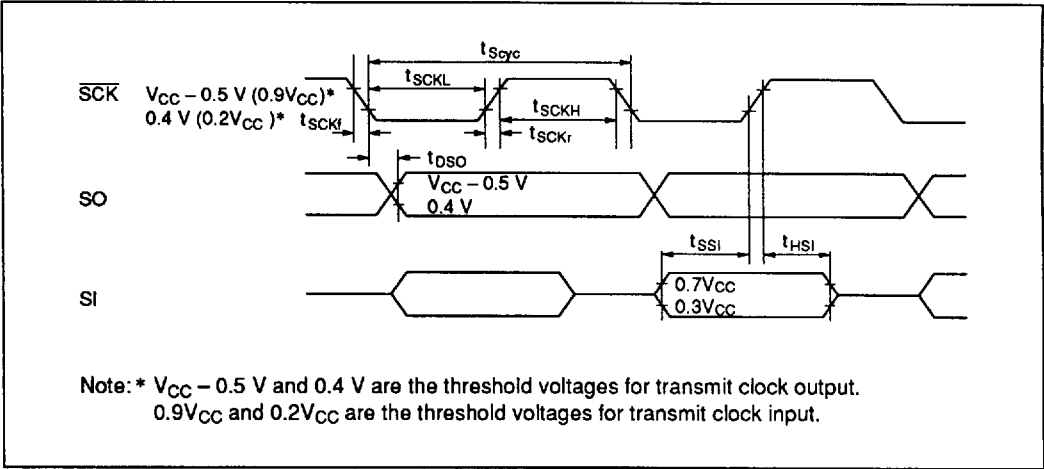 tScyc
tSCKL
SCK VCC – 0.5 V (0.9VCC)*
0.4 V (0.2VCC )* tSCKf
tSCKH
tSCKr
tDSO
SO VCC – 0.5 V
0.4 V
tSSI tHSI
SI 0.7VCC
0.3VCC
Note: * VCC – 0.5 V and 0.4 V are the threshold voltages for transmit clock output.
0.9VCC and 0.2VCC are the threshold voltages for transmit clock input.